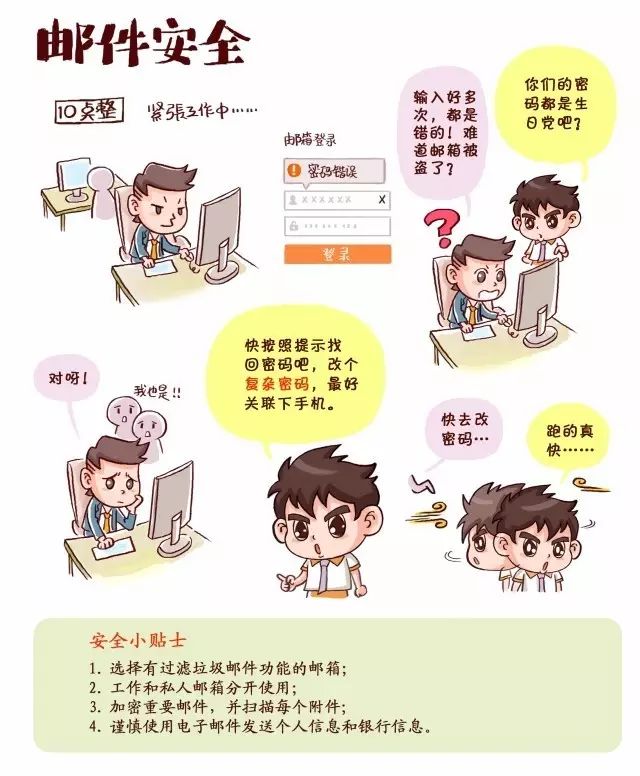 邮件安全
10点整
紧張工作中……
邮箱登录
密码错误
XXXXXX X
*** *** ***
登录
输入好多
次，都是
错的！难
道邮箱被
盗了？
你们的密
码都是生
日党吧？
?
对呀！
我也是!!
快按照提示找
回密码吧，改个
复杂密码，最好
关联下手机。
快去改
密码…
跑的真
快……
安全小贴士
1. 选择有过滤垃圾邮件功能的邮箱；
2. 工作和私人邮箱分开使用；
3. 加密重要邮件，并扫描每个附件；
4. 谨慎使用电子邮件发送个人信息和银行信息。